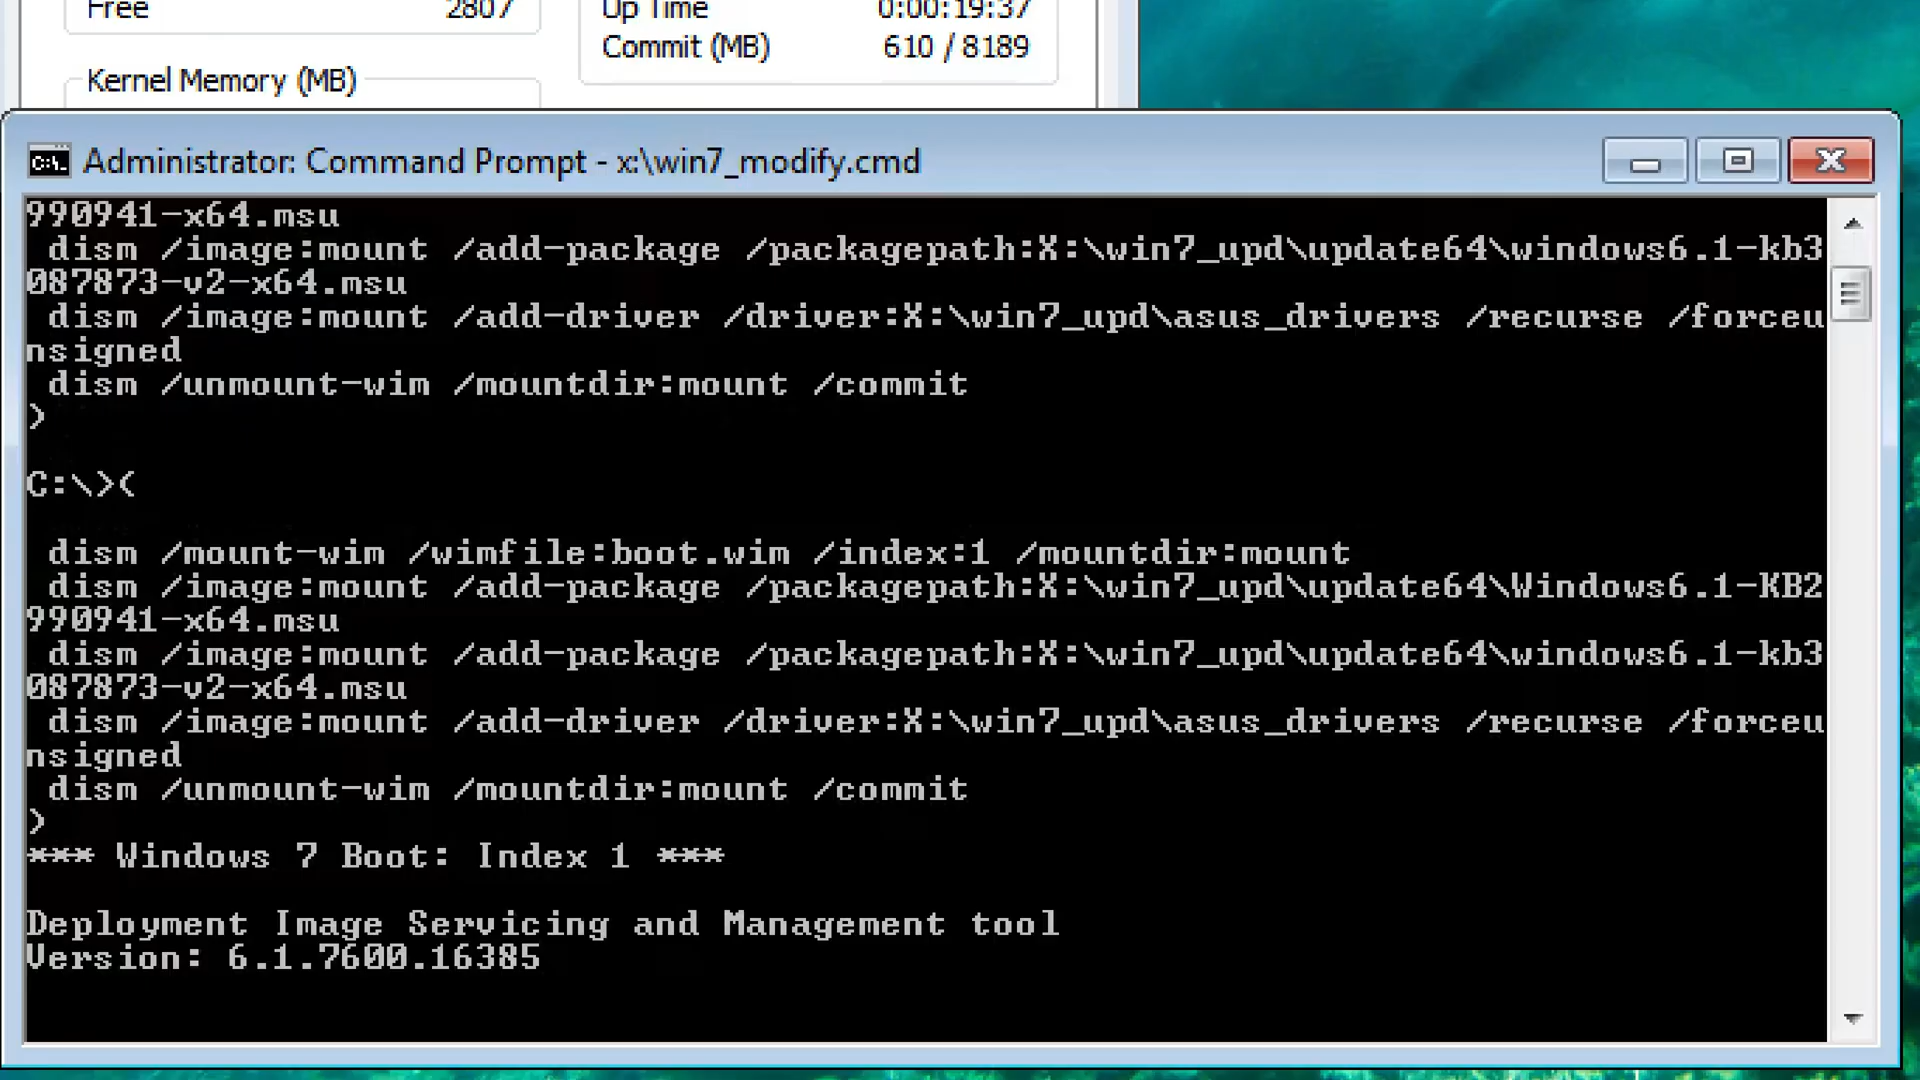 Free 2807 Up Time 0:00:19:37
Commit (MB) 610 / 8189
Kernel Memory (MB)
Administrator: Command Prompt - x:\win7_modify.cmd
990941-x64.msu
dism /image:mount /add-package /packagepath:X:\win7_upd\update64\windows6.1-kb3
087873-v2-x64.msu
dism /image:mount /add-driver /driver:X:\win7_upd\asus_drivers /recurse /forceu
nsigned
dism /unmount-wim /mountdir:mount /commit
)
C:\>(
dism /mount-wim /wimfile:boot.wim /index:1 /mountdir:mount
dism /image:mount /add-package /packagepath:X:\win7_upd\update64\Windows6.1-KB2
990941-x64.msu
dism /image:mount /add-package /packagepath:X:\win7_upd\update64\windows6.1-kb3
087873-v2-x64.msu
dism /image:mount /add-driver /driver:X:\win7_upd\asus_drivers /recurse /forceu
nsigned
dism /unmount-wim /mountdir:mount /commit
)
*** Windows 7 Boot: Index 1 ***
Deployment Image Servicing and Management tool
Version: 6.1.7600.16385